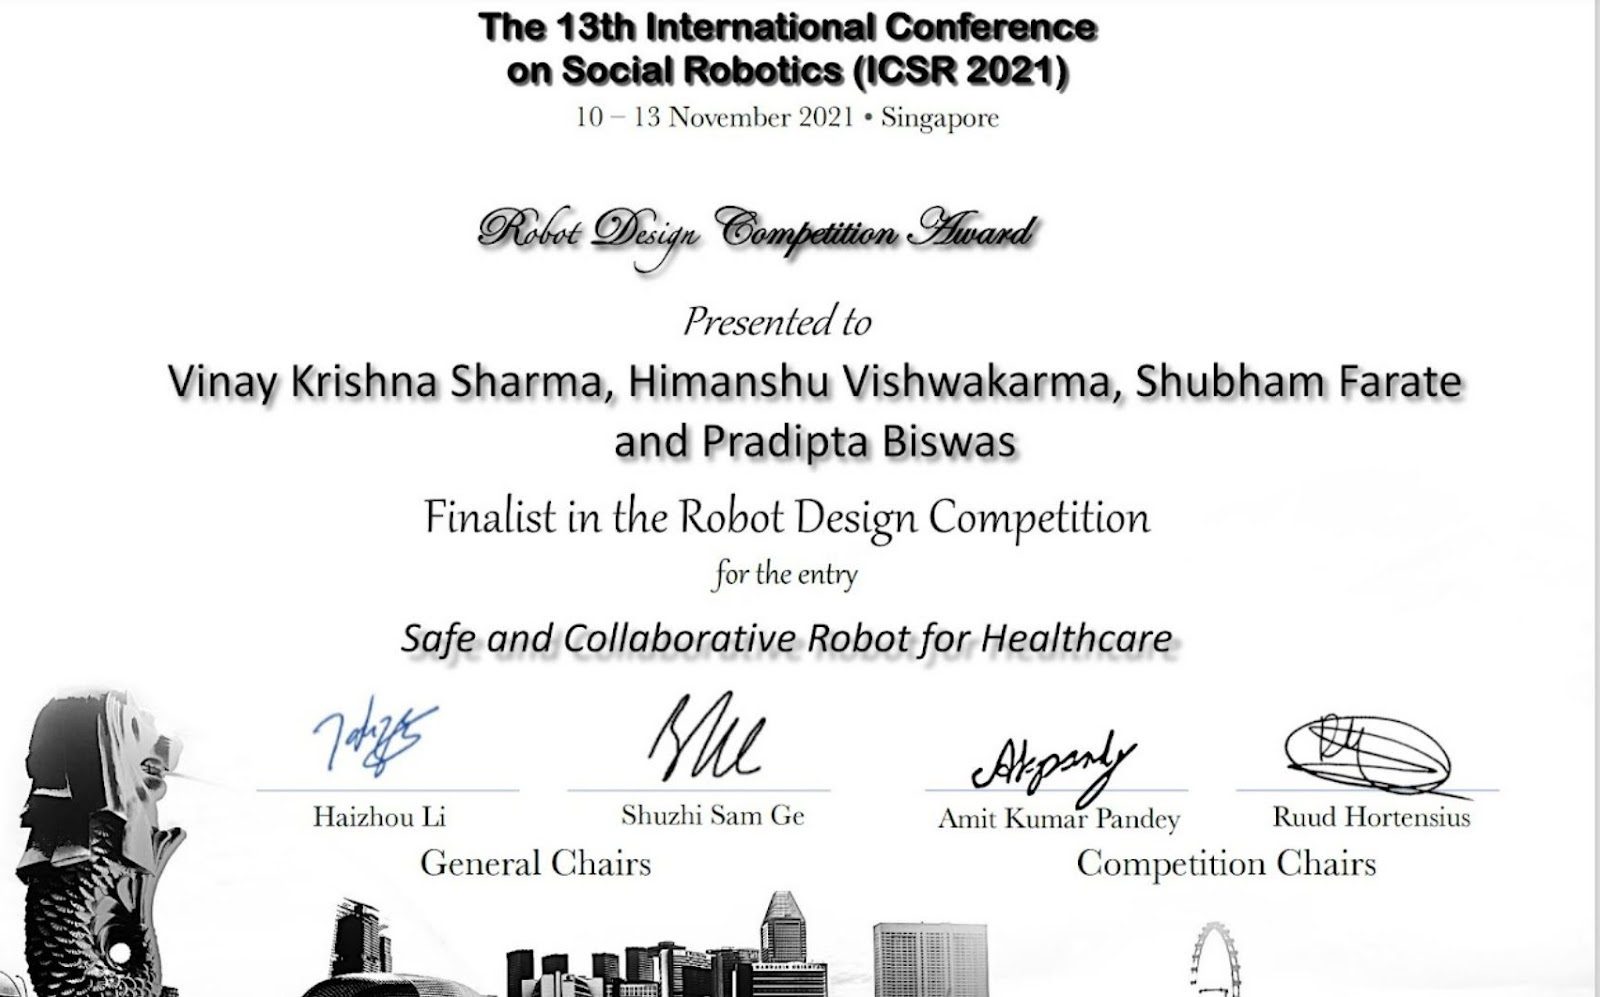 The 13th International Conference
on Social Robotics (ICSR 2021)
10 – 13 November 2021 • Singapore
Robot Design Competition Award
Presented to
Vinay Krishna Sharma, Himanshu Vishwakarma, Shubham Farate
and Pradipta Biswas
Finalist in the Robot Design Competition
for the entry
Safe and Collaborative Robot for Healthcare
Haizhou Li
Shuzhi Sam Ge
Amit Kumar Pandey
Ruud Hortensius
General Chairs
Competition Chairs
MANDARIN ORIENTAL